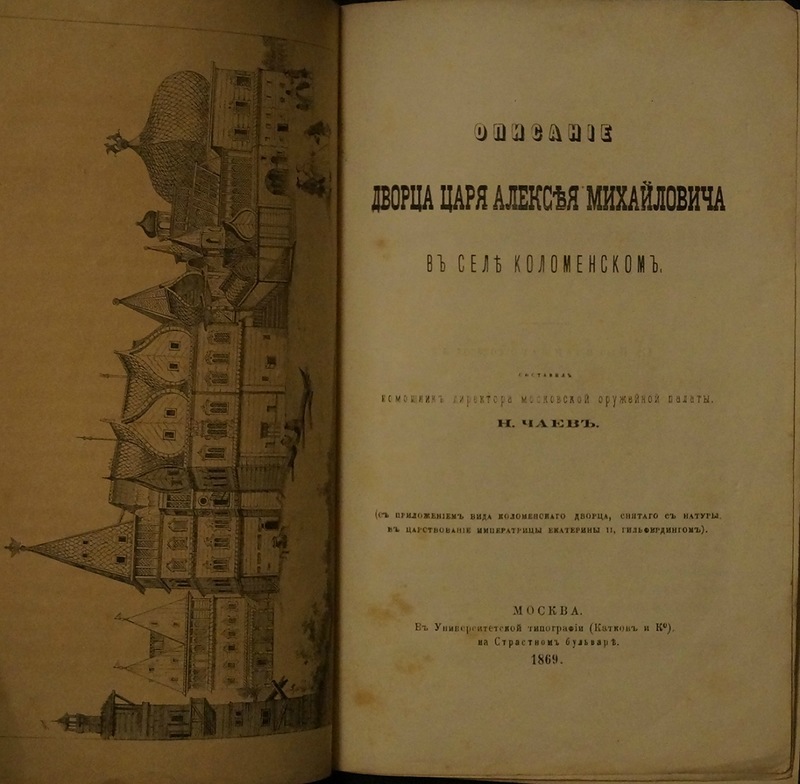 ОПИСАНІЕ
ДВОРЦА ЦАРЯ АЛЕКСѢЯ МИХАЙЛОВИЧА
ВЪ СЕЛѢ КОЛОМЕНСКОМЪ,
СОСТАВИЛЪ
помощникъ директора московской оружейной палаты.
Н. ЧАЕВЪ.
(СЪ ПРИЛОЖЕНІЕМЪ ВИДА КОЛОМЕНСКАГО ДВОРЦА, СНЯТАГО СЪ НАТУРЫ,
ВЪ ЦАРСТВОВАНІЕ ИМПЕРАТРИЦЫ ЕКАТЕРИНЫ II, ГИЛЬФЕРДИНГОМЪ).
МОСКВА.
Въ Университетской типографіи (Катковъ и Кº),
на Страстномъ бульварѣ.
1869.